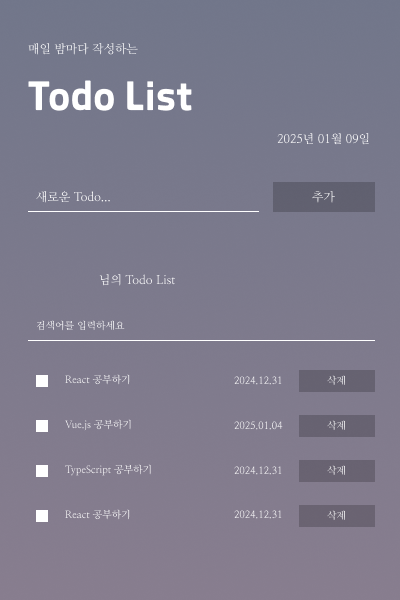 매일 밤마다 작성하는
Todo List
2025년 01월 09일
새로운 Todo...
추가
님의 Todo List
검색어를 입력하세요
React 공부하기 2024.12.31 삭제
Vue.js 공부하기 2025.01.04 삭제
TypeScript 공부하기 2024.12.31 삭제
React 공부하기 2024.12.31 삭제